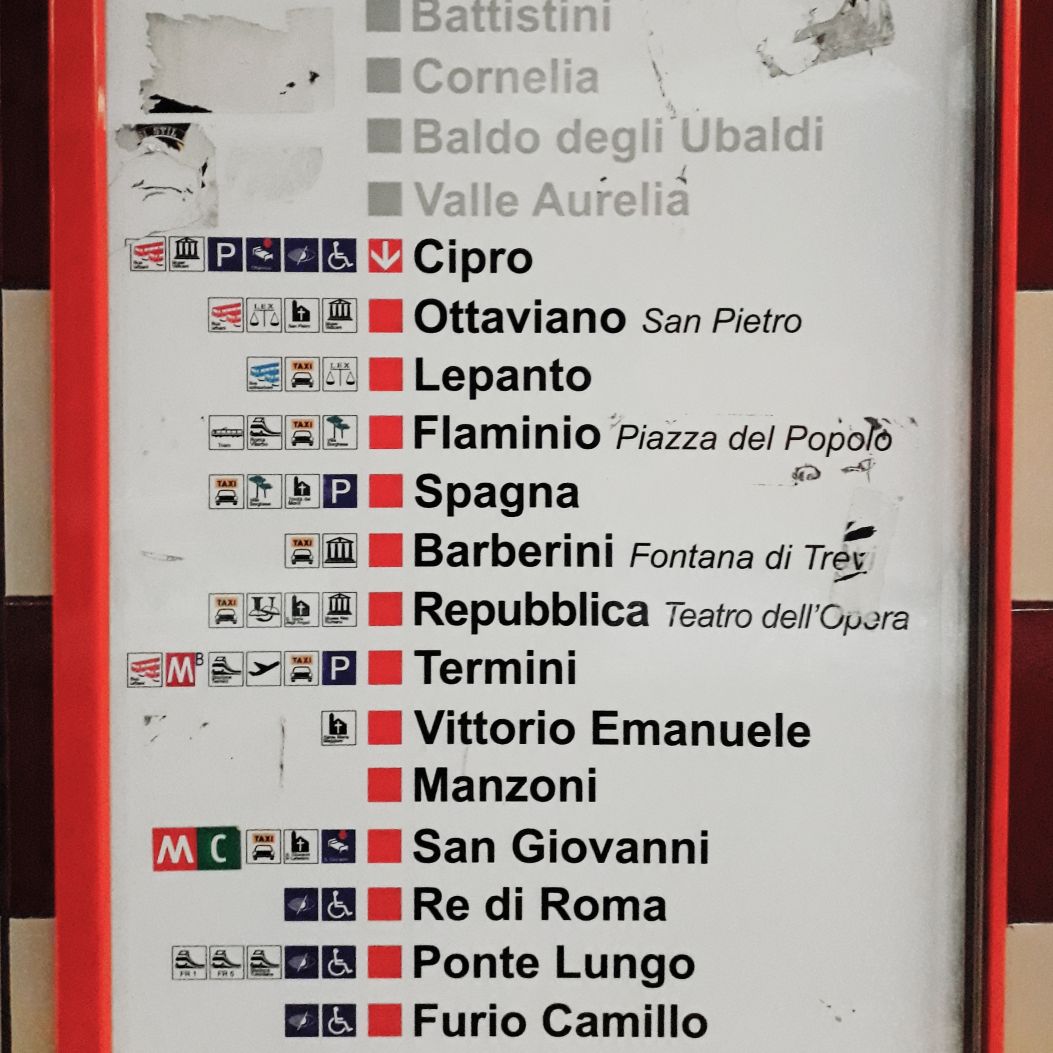 Battistini
Cornelia
Baldo degli Ubaldi
Valle Aurelia
P Cipro
LEX Ottaviano San Pietro
TAXI LEX Lepanto
TAXI Flaminio Piazza del Popolo
TAXI P Spagna
TAXI Barberini Fontana di Trevi
TAXI Repubblica Teatro dell'Opera
M B TAXI P Termini
Vittorio Emanuele
Manzoni
M C TAXI San Giovanni
Re di Roma
FR 1 FR 6 Ponte Lungo
Furio Camillo